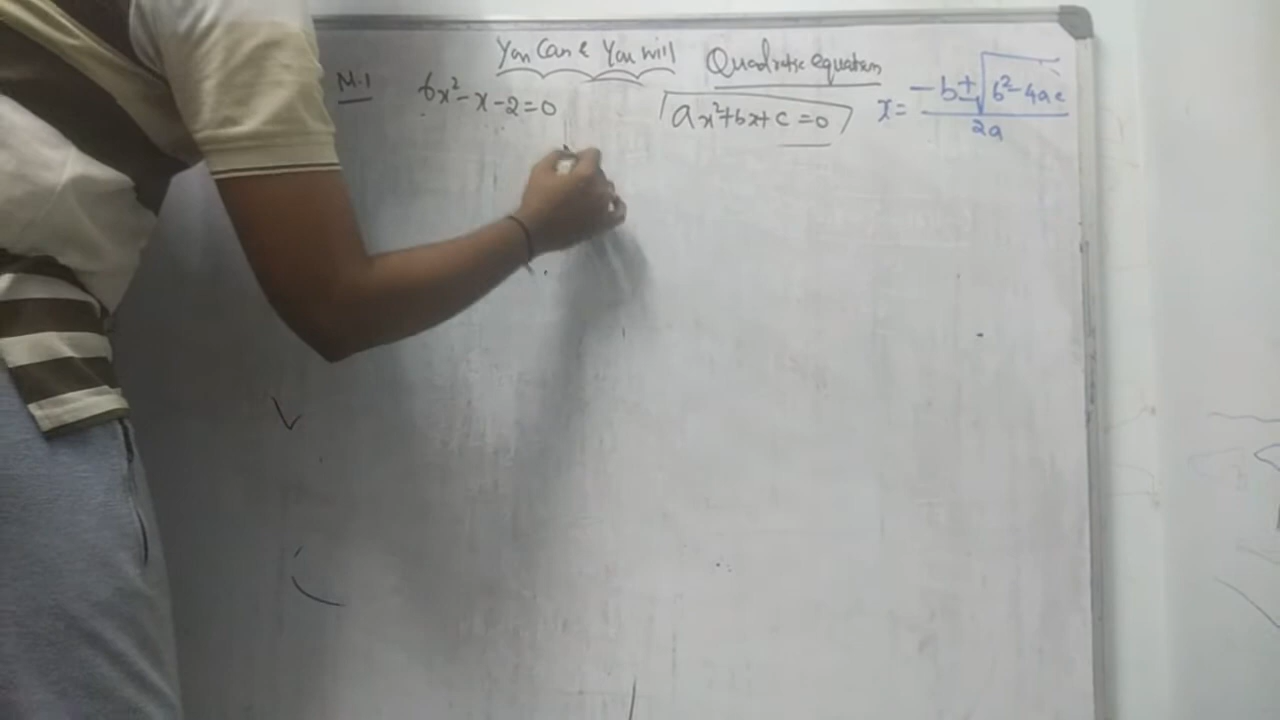 You Can & You will
Quadratic equation
M.1
6x²-x-2=0
ax²+bx+c=0
x= -b±√b²-4ac / 2a